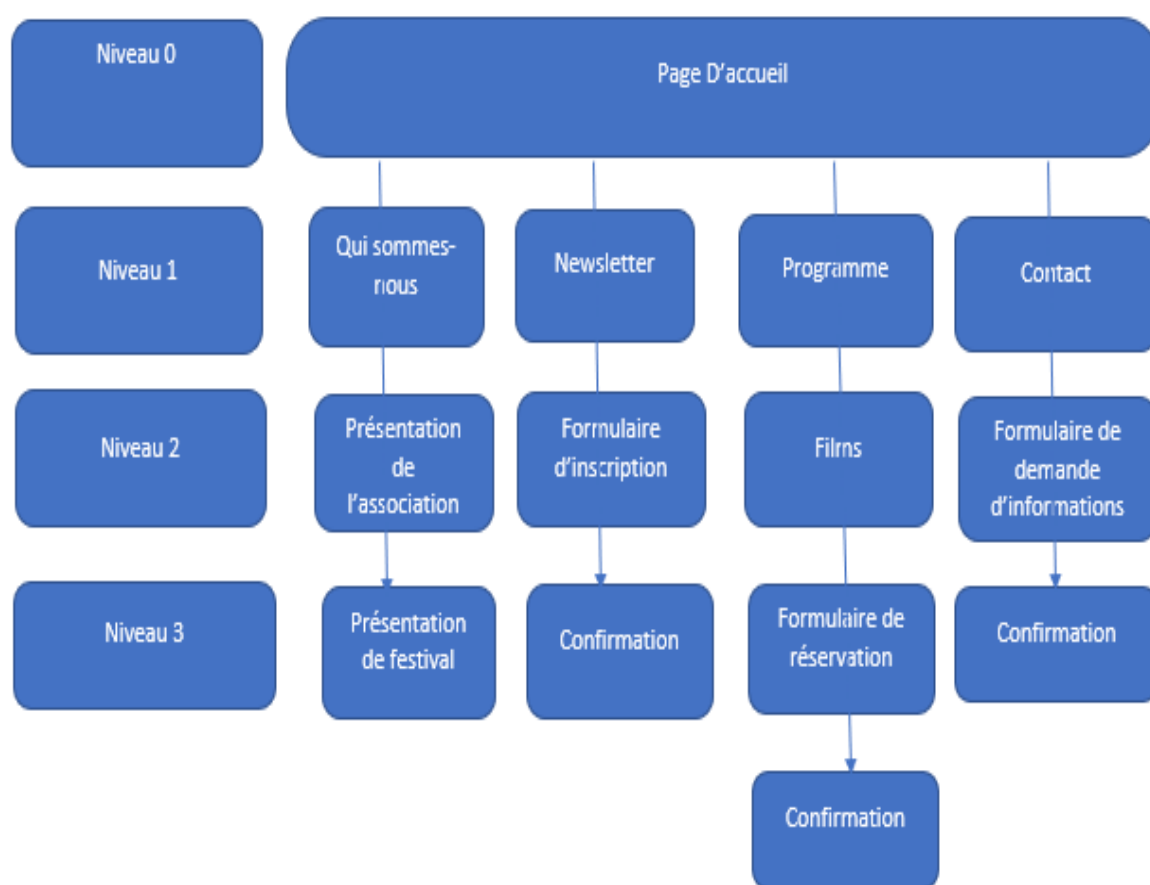 Niveau 0
Page D'accueil
Niveau 1
Qui sommes-
nous
Newsletter
Programme
Contact
Niveau 2
Présentation
de
l'association
Formulaire
d'inscription
Films
Formulaire de
demande
d'informations
Niveau 3
Présentation
de festival
Confirmation
Formulaire de
réservation
Confirmation
Confirmation